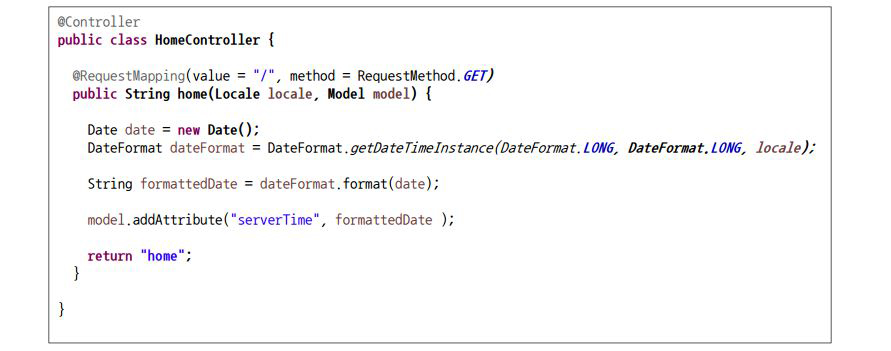 @Controller
public class HomeController {
@RequestMapping(value = "/", method = RequestMethod.GET)
public String home(Locale locale, Model model) {
Date date = new Date();
DateFormat dateFormat = DateFormat.getDateTimeInstance(DateFormat.LONG, DateFormat.LONG, locale);
String formattedDate = dateFormat.format(date);
model.addAttribute("serverTime", formattedDate );
return "home";
}
}